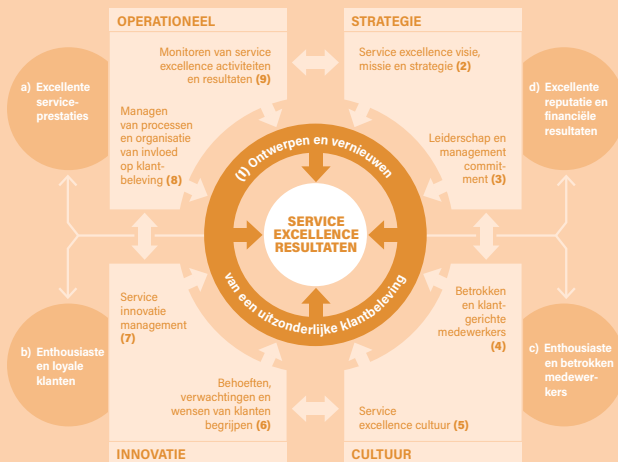 OPERATIONEEL
STRATEGIE
Monitoren van service
excellence activiteiten
en resultaten (9)
Service excellence visie,
missie en strategie (2)
a) Excellente
service-
prestaties
d) Excellente
reputatie en
financiële
resultaten
Managen
van processen
en organisatie
van invloed
op klant-
beleving (8)
Leiderschap en
management
commit-
ment (3)
(1) Ontwerpen en vernieuwen
SERVICE
EXCELLENCE
RESULTATEN
van een uitzonderlijke klantbeleving
Service
innovatie
management
(7)
Betrokken
en klant-
gerichte
medewerkers
(4)
b) Enthousiaste
en loyale
klanten
c) Enthousiaste
en betrokken
medewer-
kers
Behoeften,
verwachtingen en
wensen van klanten
begrijpen (6)
Service
excellence cultuur (5)
INNOVATIE
CULTUUR